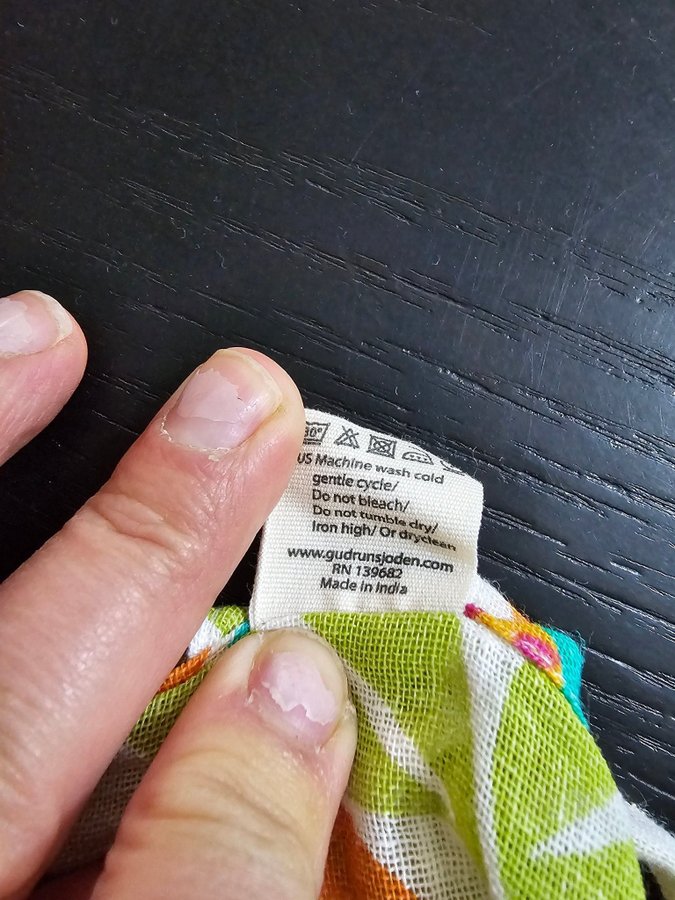 30°
US Machine wash cold
gentle cycle/
Do not bleach/
Do not tumble dry/
Iron high/ Or dryclean
www.gudrunsjoden.com
RN 139682
Made in India